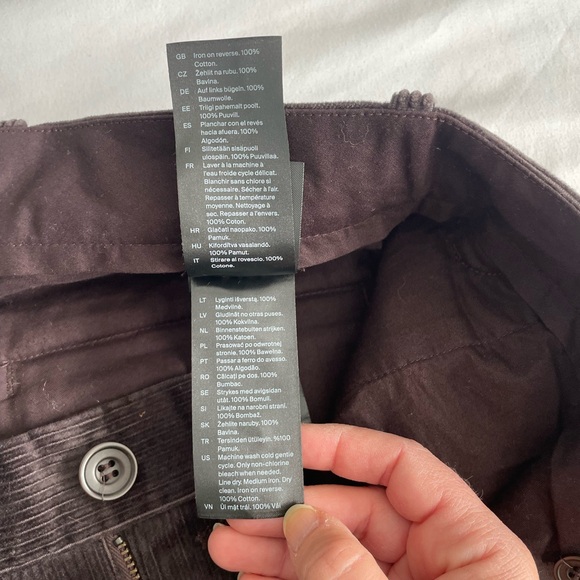 GB · Iron on reverse. 100%
Cotton.
CZ · Žehlit na rubu. 100%
Bavlna.
DE · Auf links bügeln. 100%
Baumwolle.
EE · Triigi pahemalt poolt.
100% Puuvill.
ES · Planchar con el revés
hacia afuera, 100%
Algodón.
FI · Silitetään sisäpuoli
ulospäin. 100% Puuvillaa.
FR · Laver à la machine à
l'eau froide cycle délicat.
Blanchir sans chlore si
nécessaire. Sécher à l'air.
Repasser à température
moyenne. Nettoyage à
sec. Repasser à l'envers.
100% Coton.
HR · Glačati naopako. 100%
Pamuk.
HU · Kifordítva vasalandó.
100% Pamut.
IT · Stirare al rovescio. 100%
Cotone.
LT · Lyginti išverstą. 100%
Medvilnė.
LV · Gludināt no otras puses.
100% Kokvilna.
NL · Binnenstebuiten strijken.
100% Katoen.
PL · Prasować po odwrotnej
stronie. 100% Bawełna.
PT · Passar a ferro do avesso.
100% Algodão.
RO · Călcați pe dos. 100%
Bumbac.
SE · Strykes med avigsidan
utåt. 100% Bomull.
SI · Likajte na narobni strani.
100% Bombaž.
SK · Žehlite naruby. 100%
Bavlna.
TR · Tersinden ütüleyin. %100
Pamuk.
US · Machine wash cold gentle
cycle. Only non-chlorine
bleach when needed.
Line dry. Medium iron. Dry
clean. Iron on reverse.
100% Cotton.
VN · Ủi mặt trái. 100% Vải